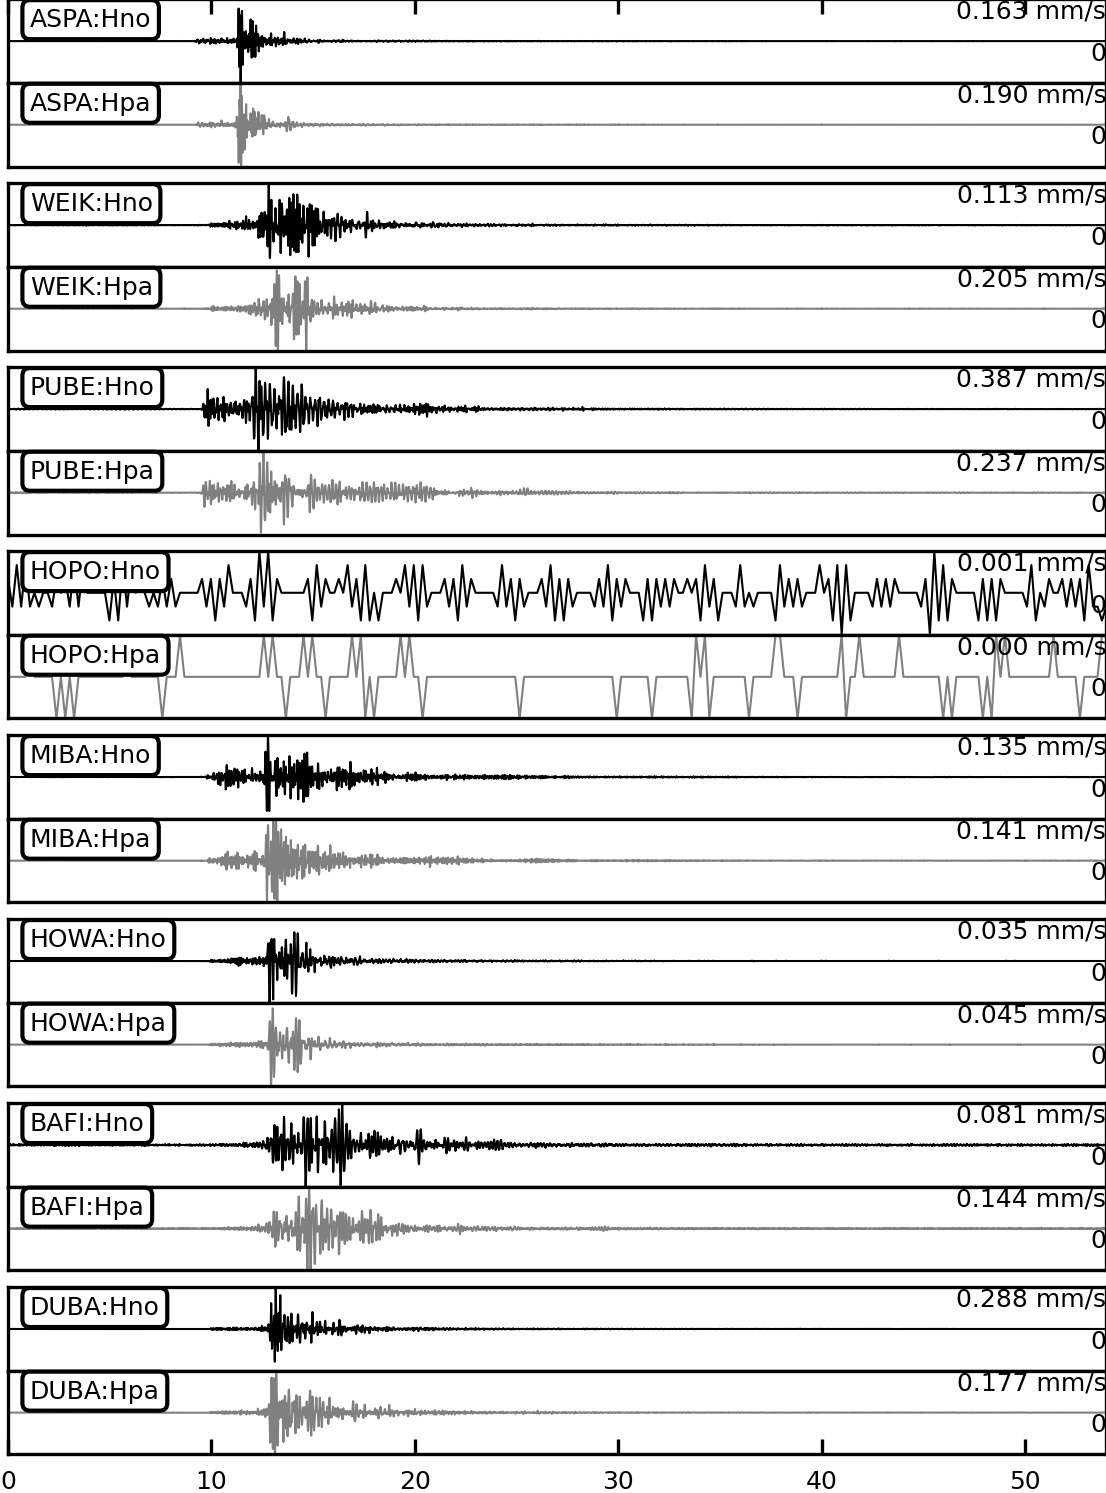 ASPA:Hno 0.163 mm/s
0
ASPA:Hpa 0.190 mm/s
0
WEIK:Hno 0.113 mm/s
0
WEIK:Hpa 0.205 mm/s
0
PUBE:Hno 0.387 mm/s
0
PUBE:Hpa 0.237 mm/s
0
HOPO:Hno 0.001 mm/s
0
HOPO:Hpa 0.000 mm/s
0
MIBA:Hno 0.135 mm/s
0
MIBA:Hpa 0.141 mm/s
0
HOWA:Hno 0.035 mm/s
0
HOWA:Hpa 0.045 mm/s
0
BAFI:Hno 0.081 mm/s
0
BAFI:Hpa 0.144 mm/s
0
DUBA:Hno 0.288 mm/s
0
DUBA:Hpa 0.177 mm/s
0
0 10 20 30 40 50